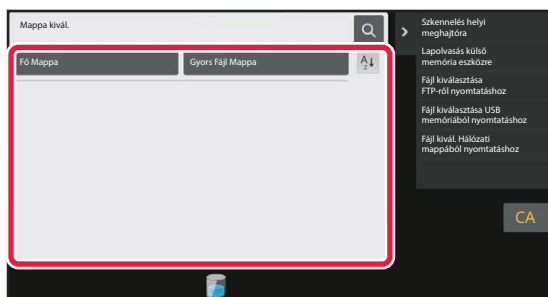 Mappa kivál.
Fő Mappa
Gyors Fájl Mappa
A
Z
Szkennelés helyi
meghajtóra
Lapolvasás külső
memória eszközre
Fájl kiválasztása
FTP-ről nyomtatáshoz
Fájl kiválasztása USB
memóriából nyomtatáshoz
Fájl kivál. Hálózati
mappából nyomtatáshoz
CA